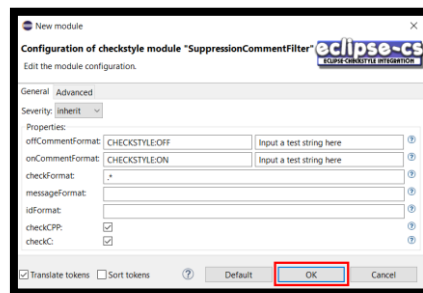 New module
Configuration of checkstyle module "SuppressionCommentFilter"
eclipse-cs
ECLIPSE CHECKSTYLE INTEGRATION
Edit the module configuration.
General Advanced
Severity: inherit
Properties:
offCommentFormat: CHECKSTYLE:OFF Input a test string here
onCommentFormat: CHECKSTYLE:ON Input a test string here
checkFormat: .*
messageFormat:
idFormat:
checkCPP:
checkC:
Translate tokens Sort tokens Default OK Cancel